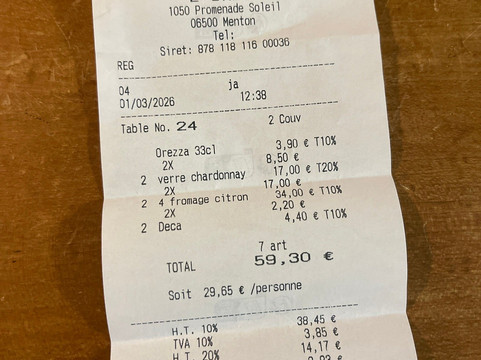 1050 Promenade Soleil
06500 Menton
Tel:
Siret: 878 118 116 00036
REG
04 ja
01/03/2026 12:38
Table No. 24 2 Couv
Orezza 33cl 3,90 € T10%
2X 8,50 €
2 verre chardonnay 17,00 € T20%
2X 17,00 €
2 4 fromage citron 34,00 € T10%
2X 2,20 €
2 Deca 4,40 € T10%
7 art
TOTAL 59,30 €
Soit 29,65 € /personne
H.T. 10% 38,45 €
TVA 10% 3,85 €
H.T. 20% 14,17 €